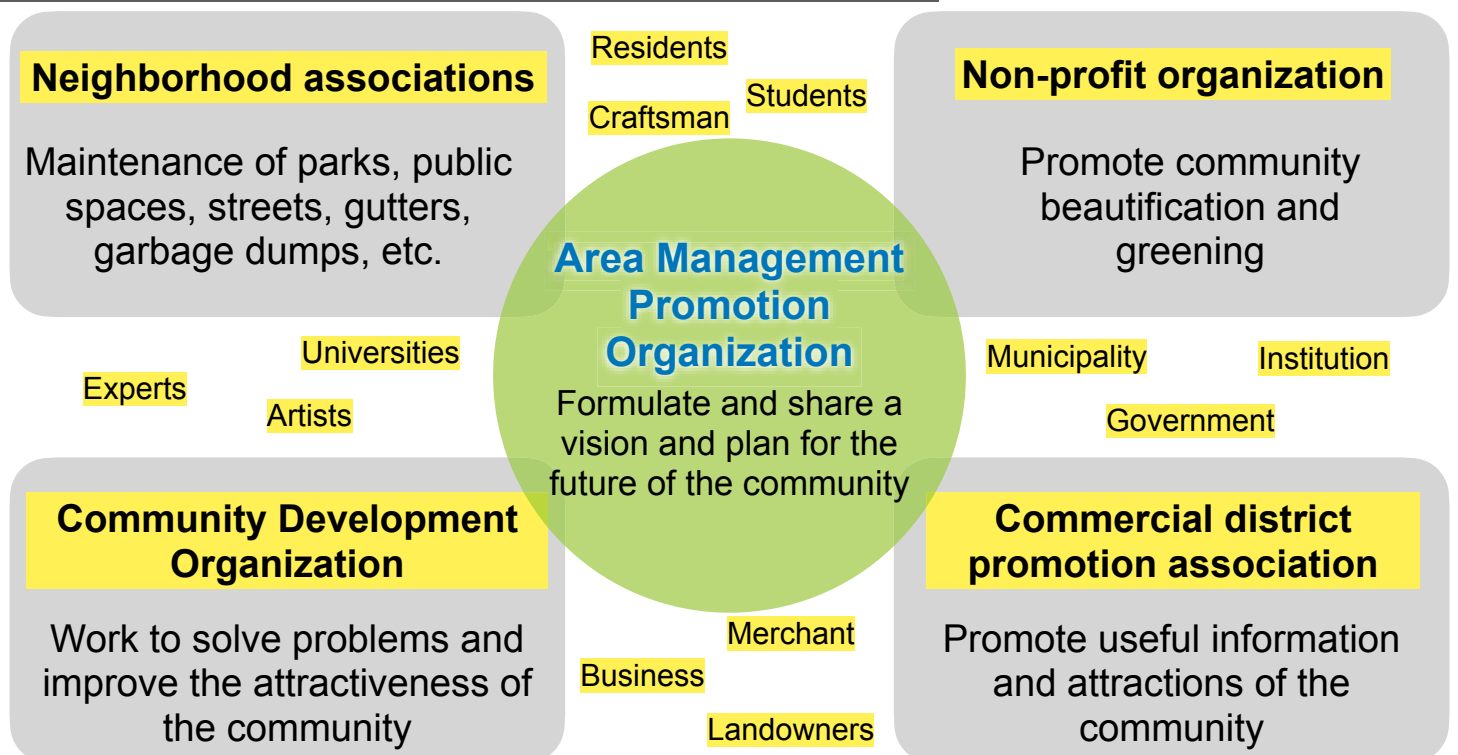 Neighborhood associations
Maintenance of parks, public
spaces, streets, gutters,
garbage dumps, etc.
Residents
Students
Craftsman
Non-profit organization
Promote community
beautification and
greening
Area Management
Promotion
Organization
Formulate and share a
vision and plan for the
future of the community
Universities
Experts
Artists
Municipality
Institution
Government
Community Development
Organization
Work to solve problems and
improve the attractiveness of
the community
Merchant
Business
Landowners
Commercial district
promotion association
Promote useful information
and attractions of the
community